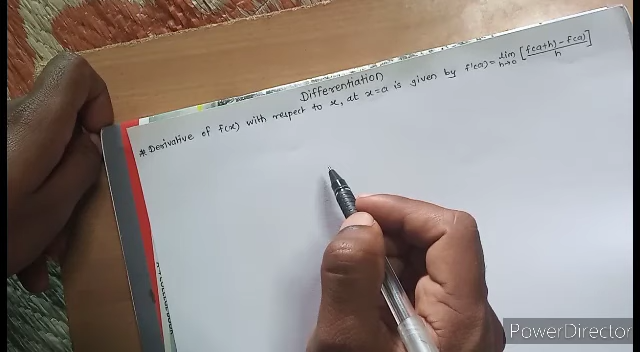 Differentiation
* Derivative of f(x) with respect to x, at x=a is given by f'(a) = lim h→0 [f(a+h) - f(a) / h]
PowerDirector